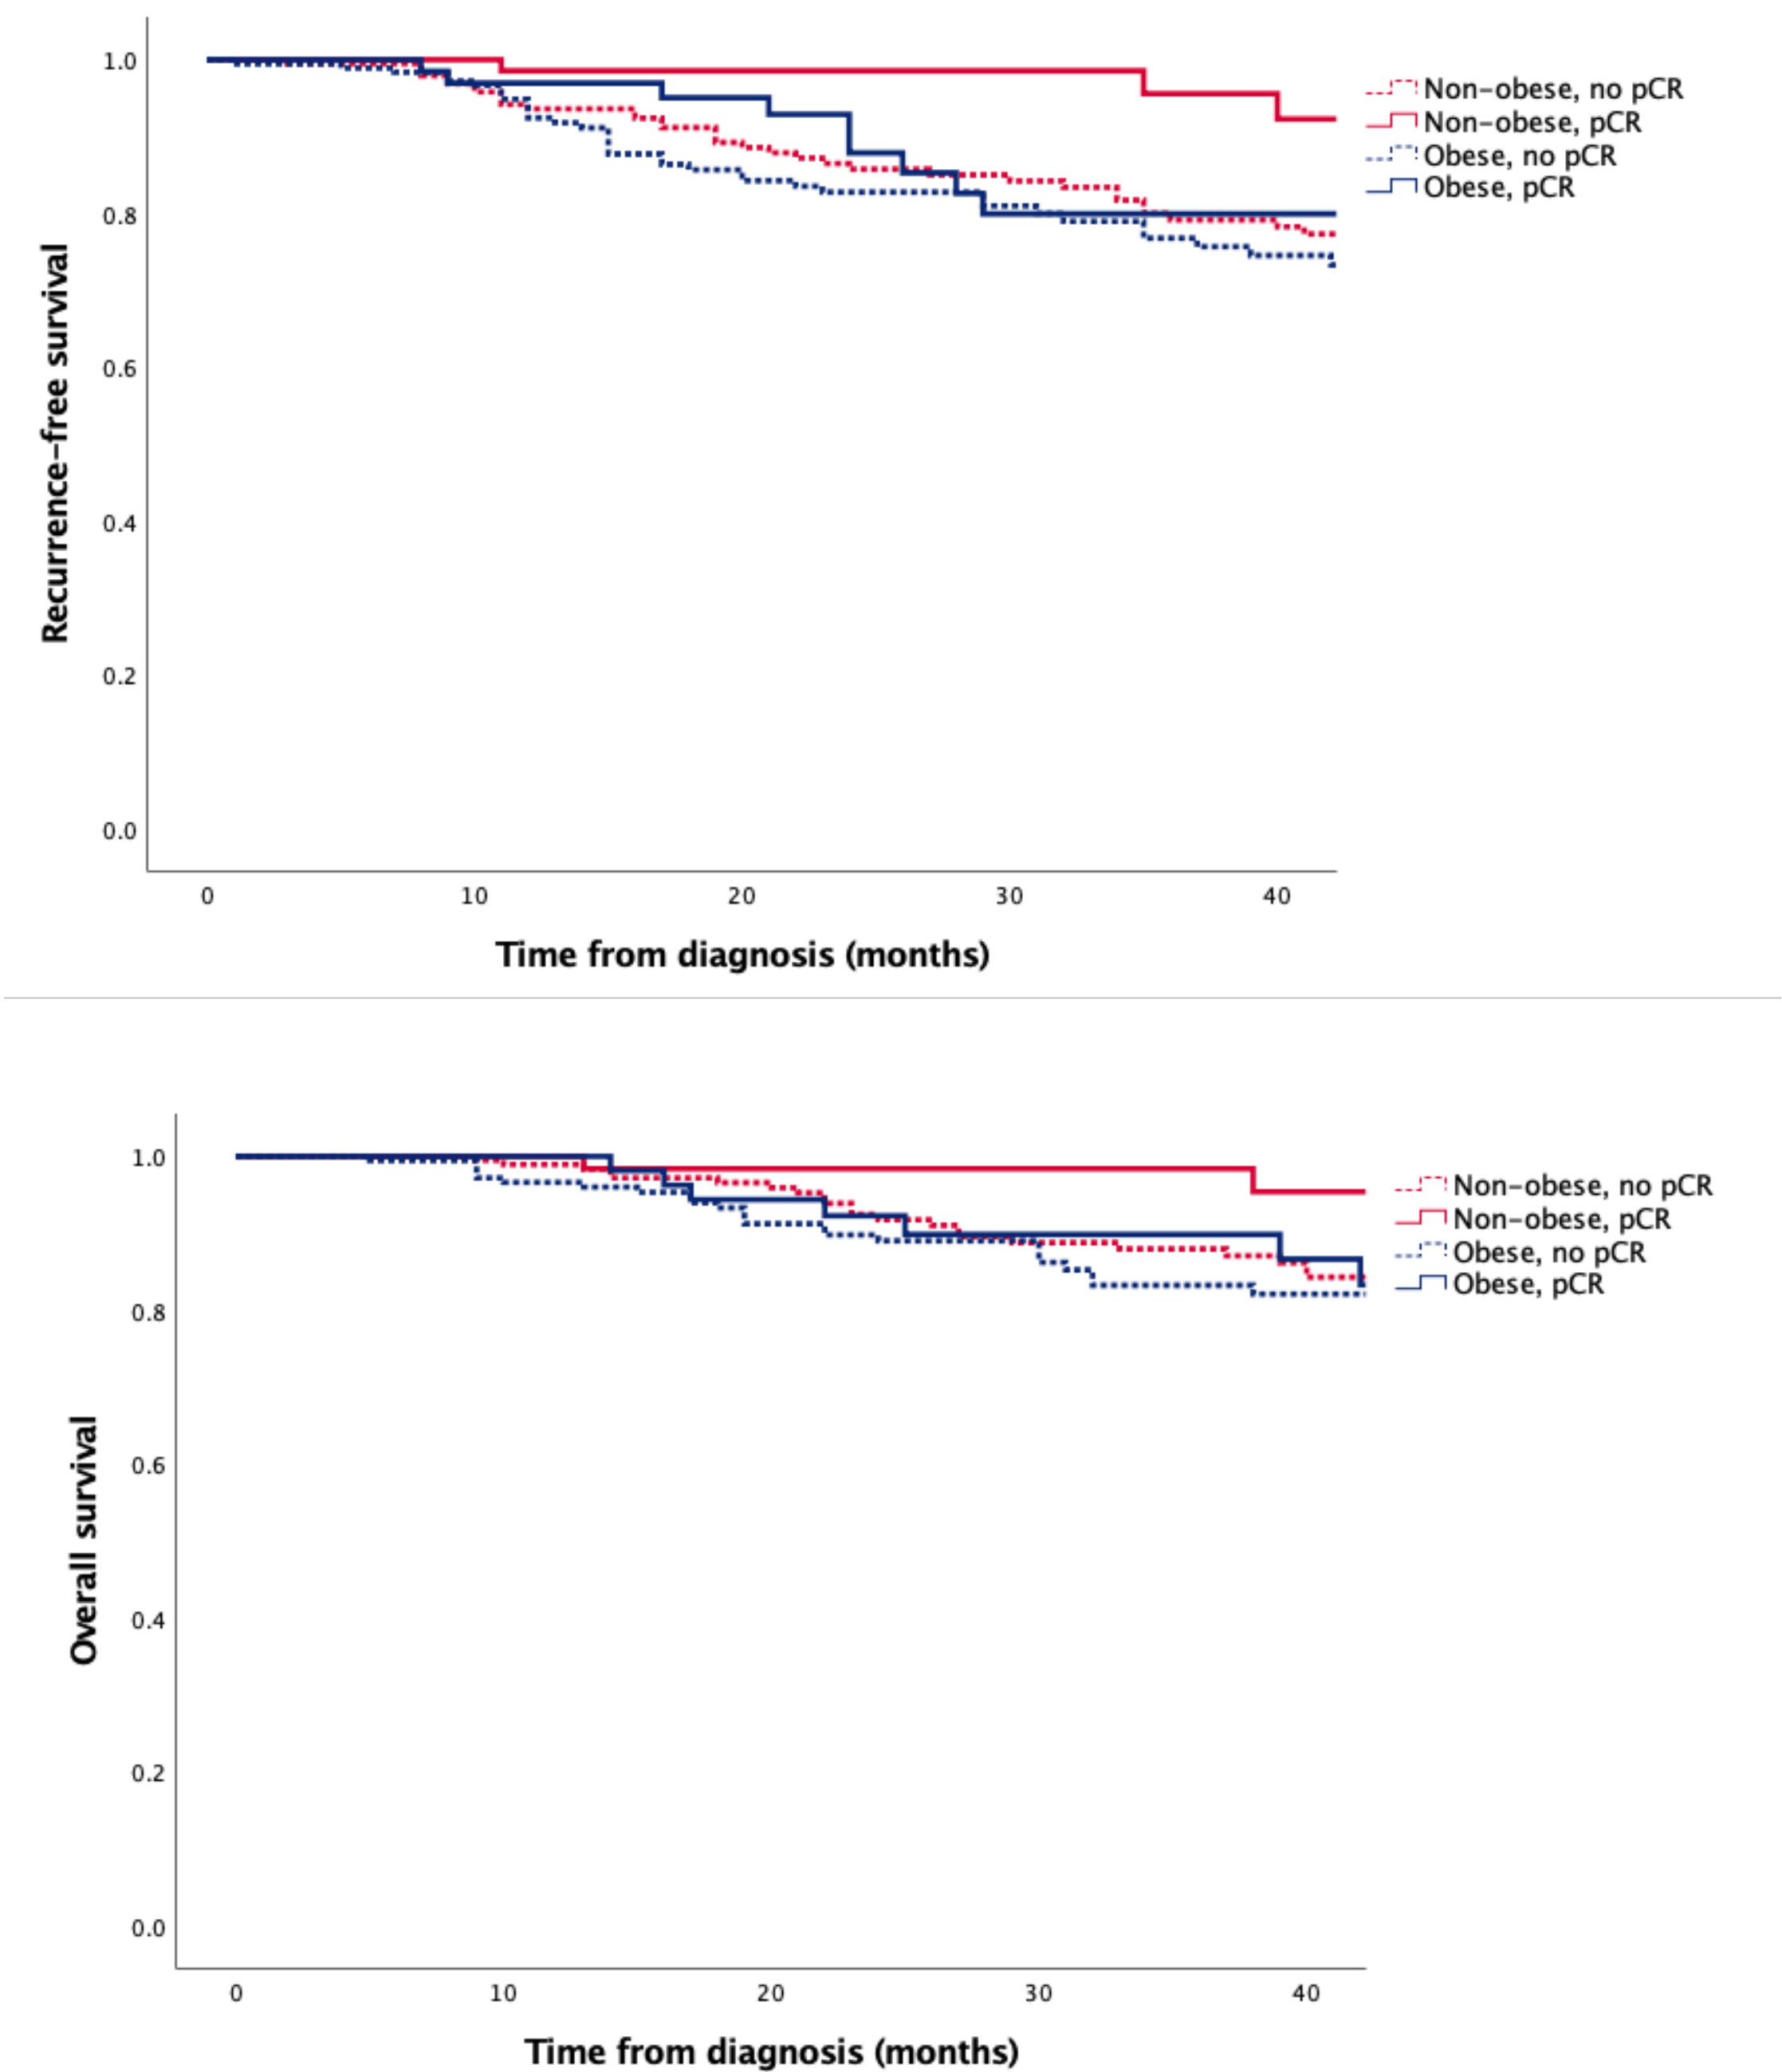 1.0
0.8
0.6
0.4
0.2
0.0
Recurrence-free survival
0 10 20 30 40
Time from diagnosis (months)
Non-obese, no pCR
Non-obese, pCR
Obese, no pCR
Obese, pCR
1.0
0.8
0.6
0.4
0.2
0.0
Overall survival
0 10 20 30 40
Time from diagnosis (months)
Non-obese, no pCR
Non-obese, pCR
Obese, no pCR
Obese, pCR